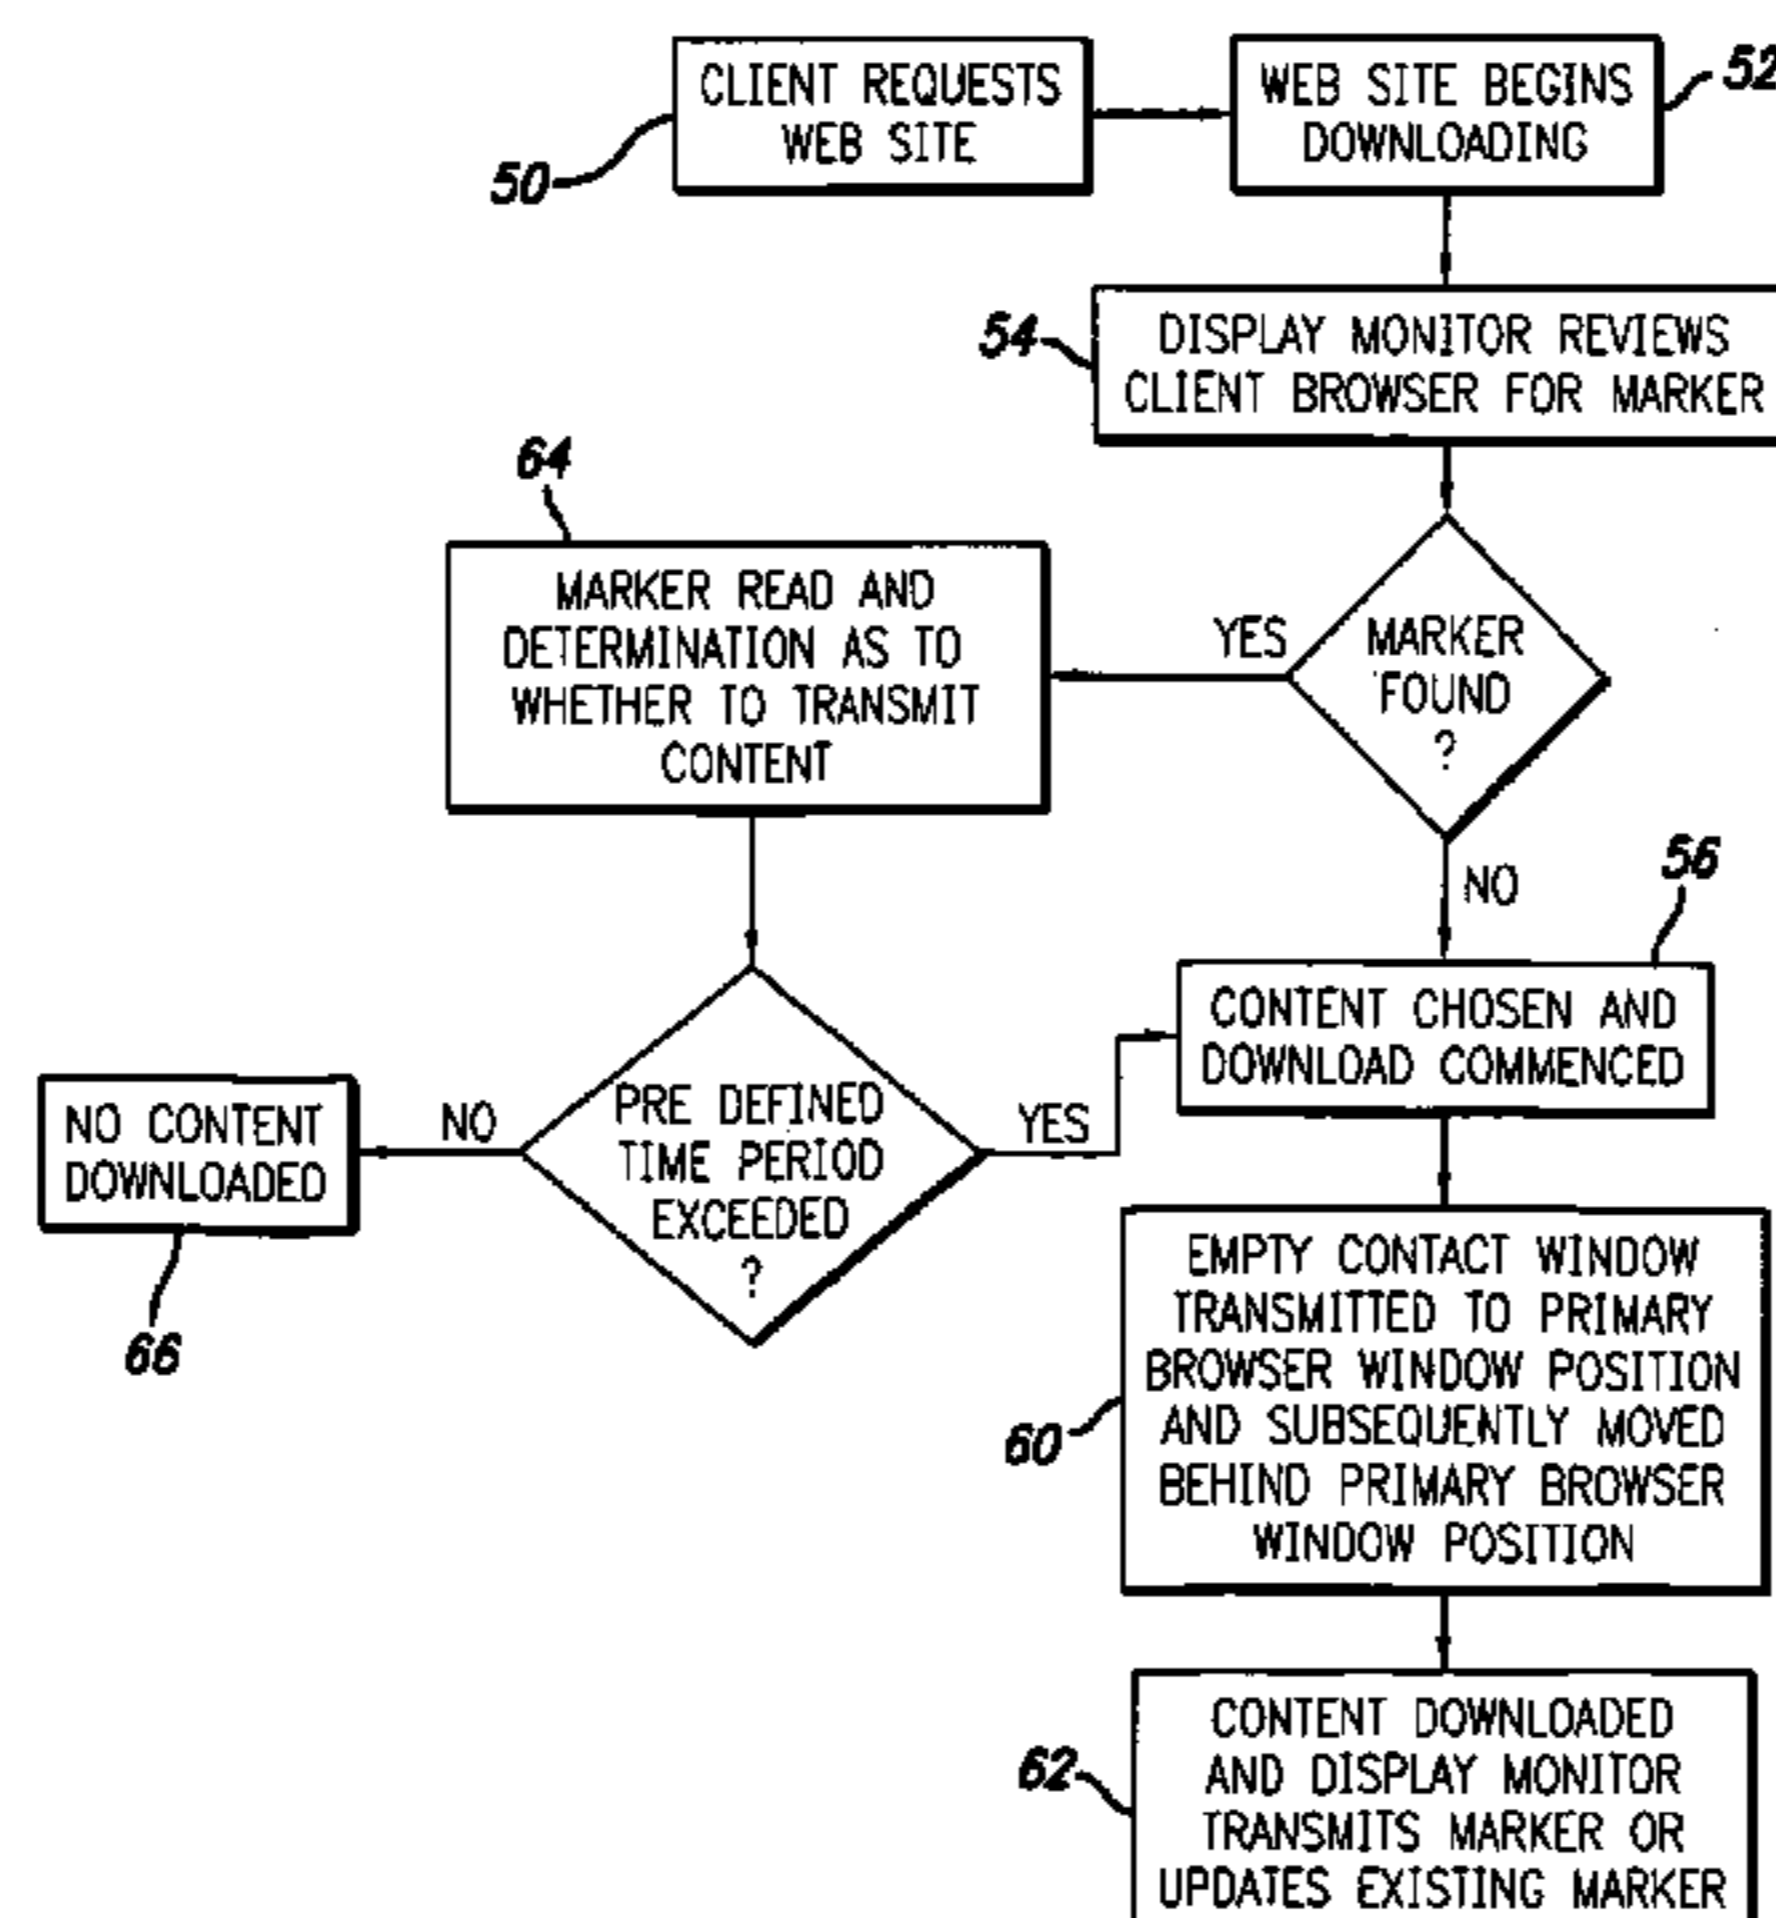 CLIENT REQUESTS
WEB SITE
50
WEB SITE BEGINS
DOWNLOADING
52
54
DISPLAY MONITOR REVIEWS
CLIENT BROWSER FOR MARKER
MARKER
FOUND
?
YES
NO
64
MARKER READ AND
DETERMINATION AS TO
WHETHER TO TRANSMIT
CONTENT
PRE DEFINED
TIME PERIOD
EXCEEDED
?
NO
YES
NO CONTENT
DOWNLOADED
66
56
CONTENT CHOSEN AND
DOWNLOAD COMMENCED
60
EMPTY CONTACT WINDOW
TRANSMITTED TO PRIMARY
BROWSER WINDOW POSITION
AND SUBSEQUENTLY MOVED
BEHIND PRIMARY BROWSER
WINDOW POSITION
62
CONTENT DOWNLOADED
AND DISPLAY MONITOR
TRANSMITS MARKER OR
UPDATES EXISTING MARKER